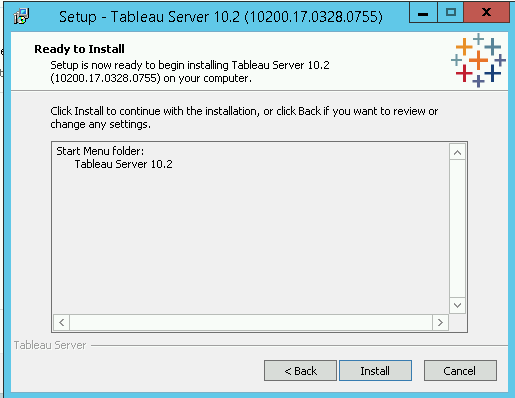 Setup - Tableau Server 10.2 (10200.17.0328.0755)
Ready to Install
Setup is now ready to begin installing Tableau Server 10.2
(10200.17.0328.0755) on your computer.
Click Install to continue with the installation, or click Back if you want to review or
change any settings.
Start Menu folder:
Tableau Server 10.2
Tableau Server
< Back
Install
Cancel